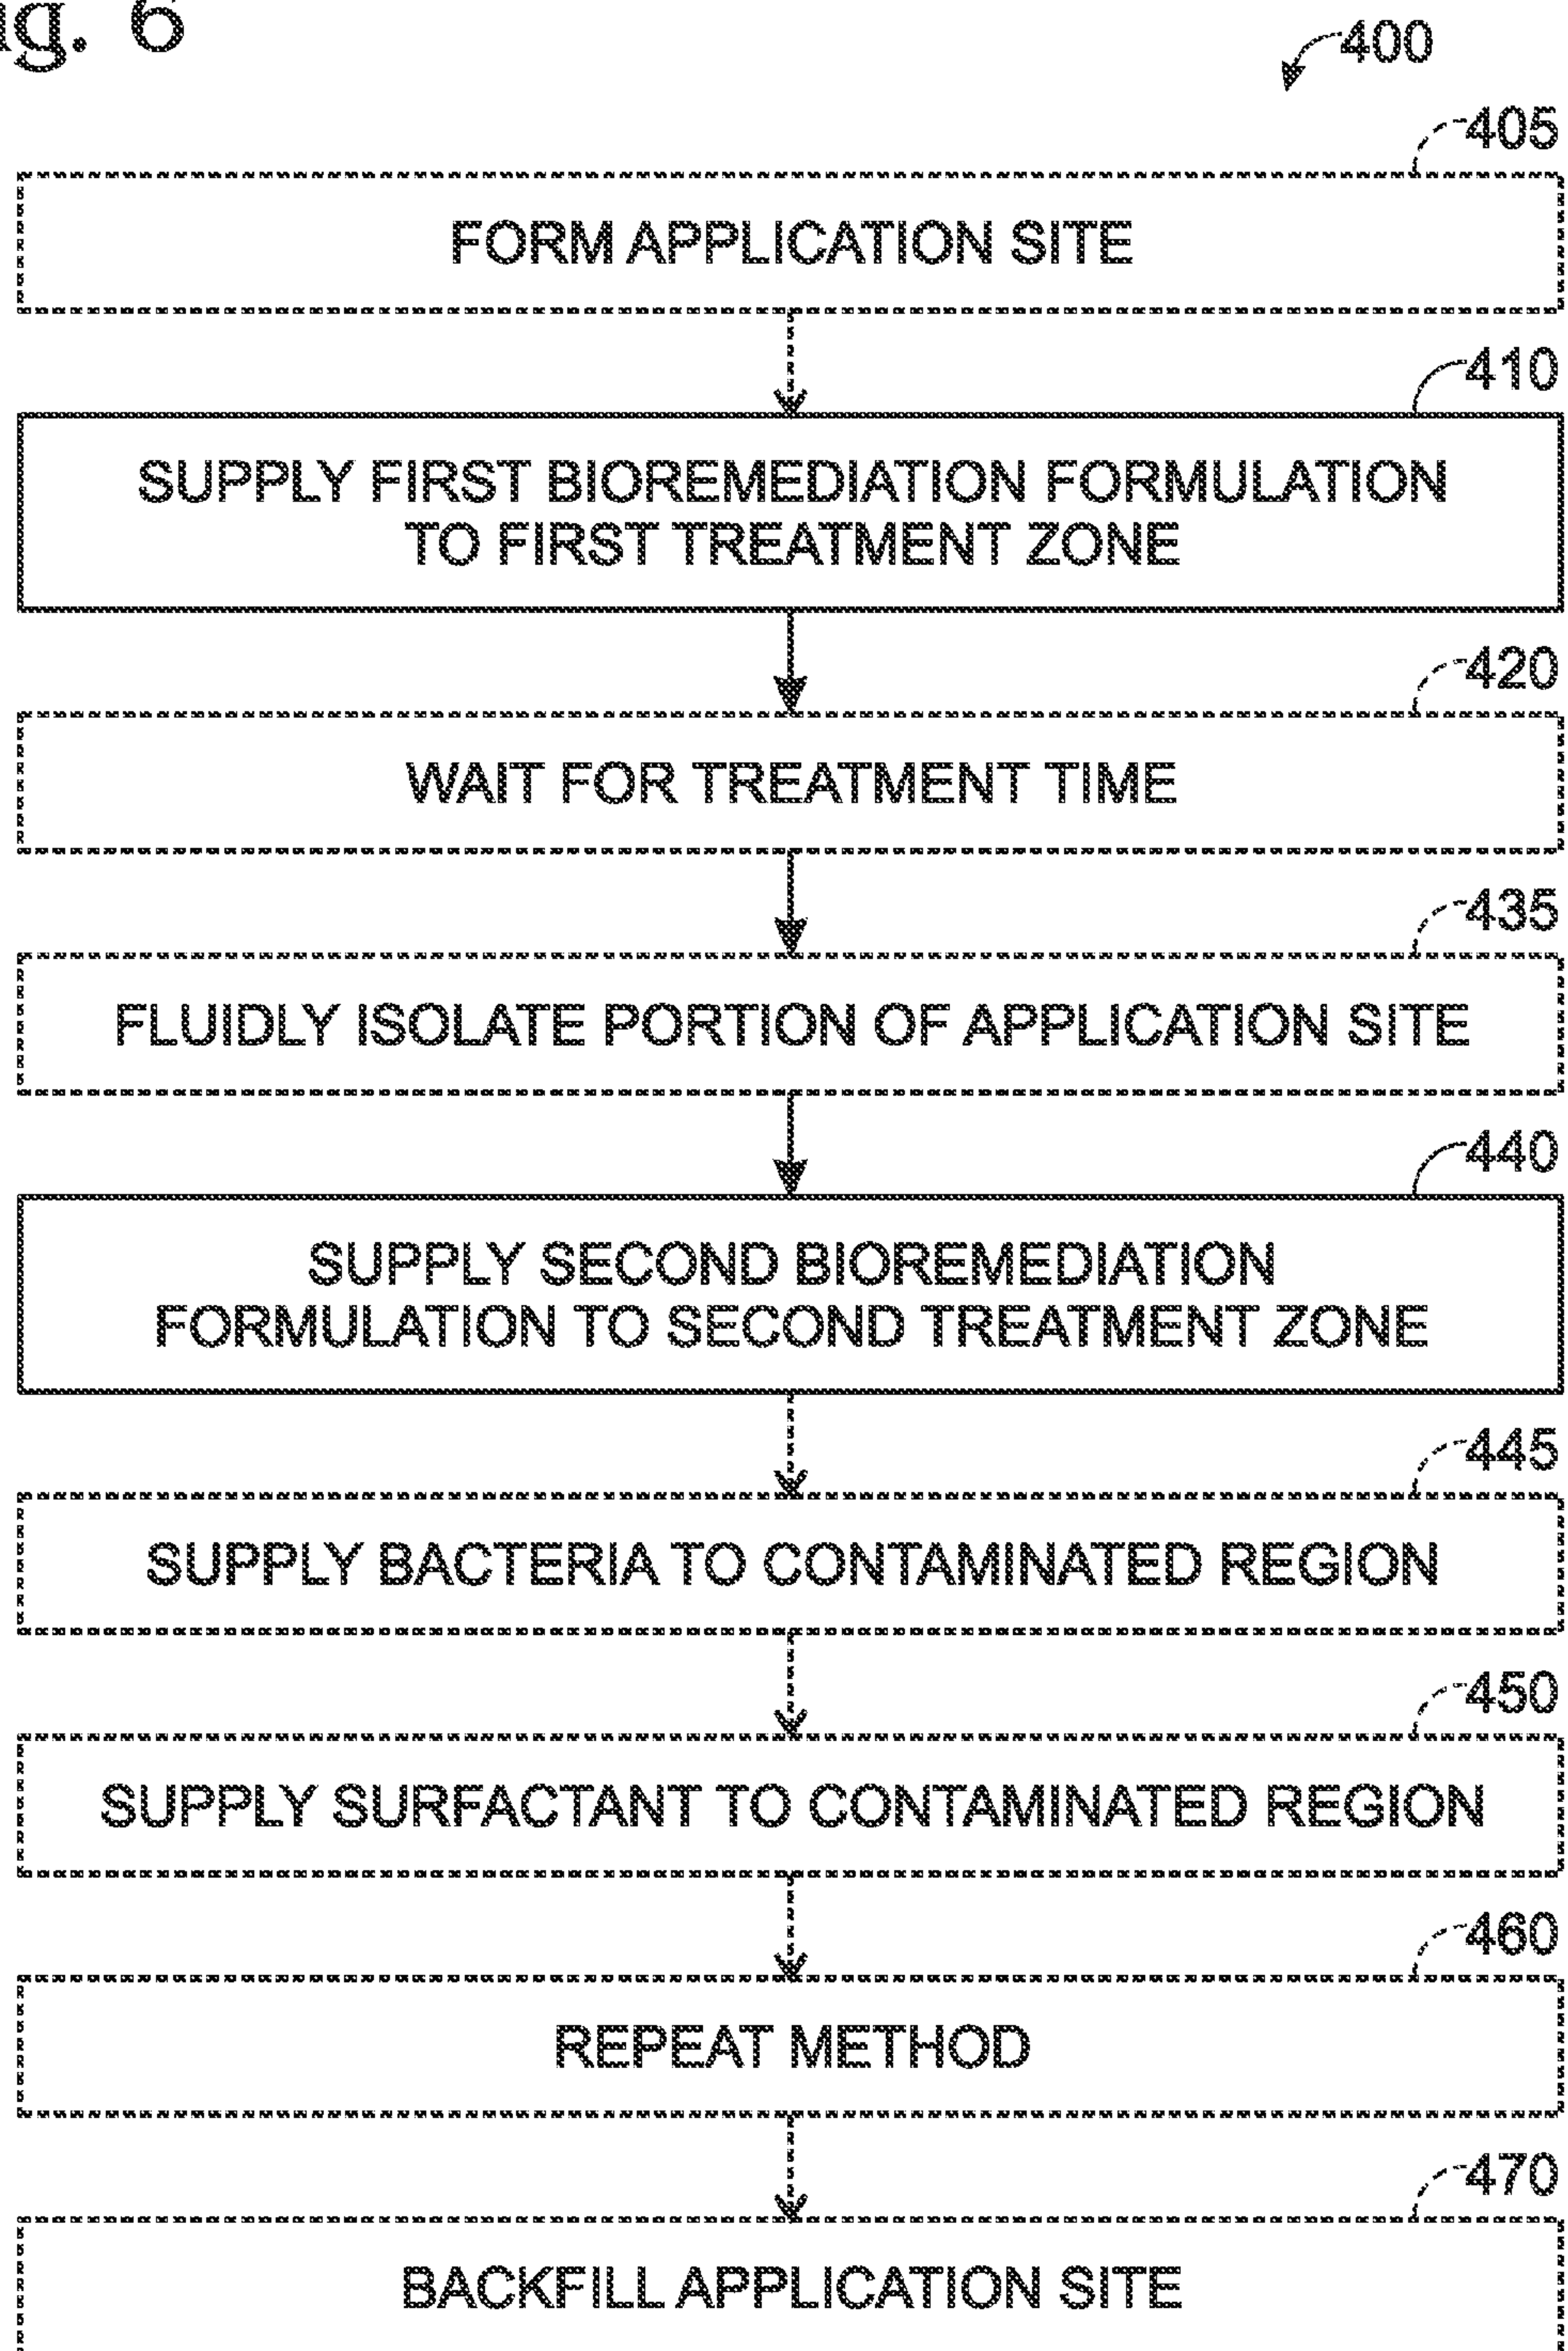 g. 6
400
405
FORM APPLICATION SITE
410
SUPPLY FIRST BIOREMEDIATION FORMULATION
TO FIRST TREATMENT ZONE
420
WAIT FOR TREATMENT TIME
435
FLUIDLY ISOLATE PORTION OF APPLICATION SITE
440
SUPPLY SECOND BIOREMEDIATION
FORMULATION TO SECOND TREATMENT ZONE
445
SUPPLY BACTERIA TO CONTAMINATED REGION
450
SUPPLY SURFACTANT TO CONTAMINATED REGION
460
REPEAT METHOD
470
BACKFILL APPLICATION SITE